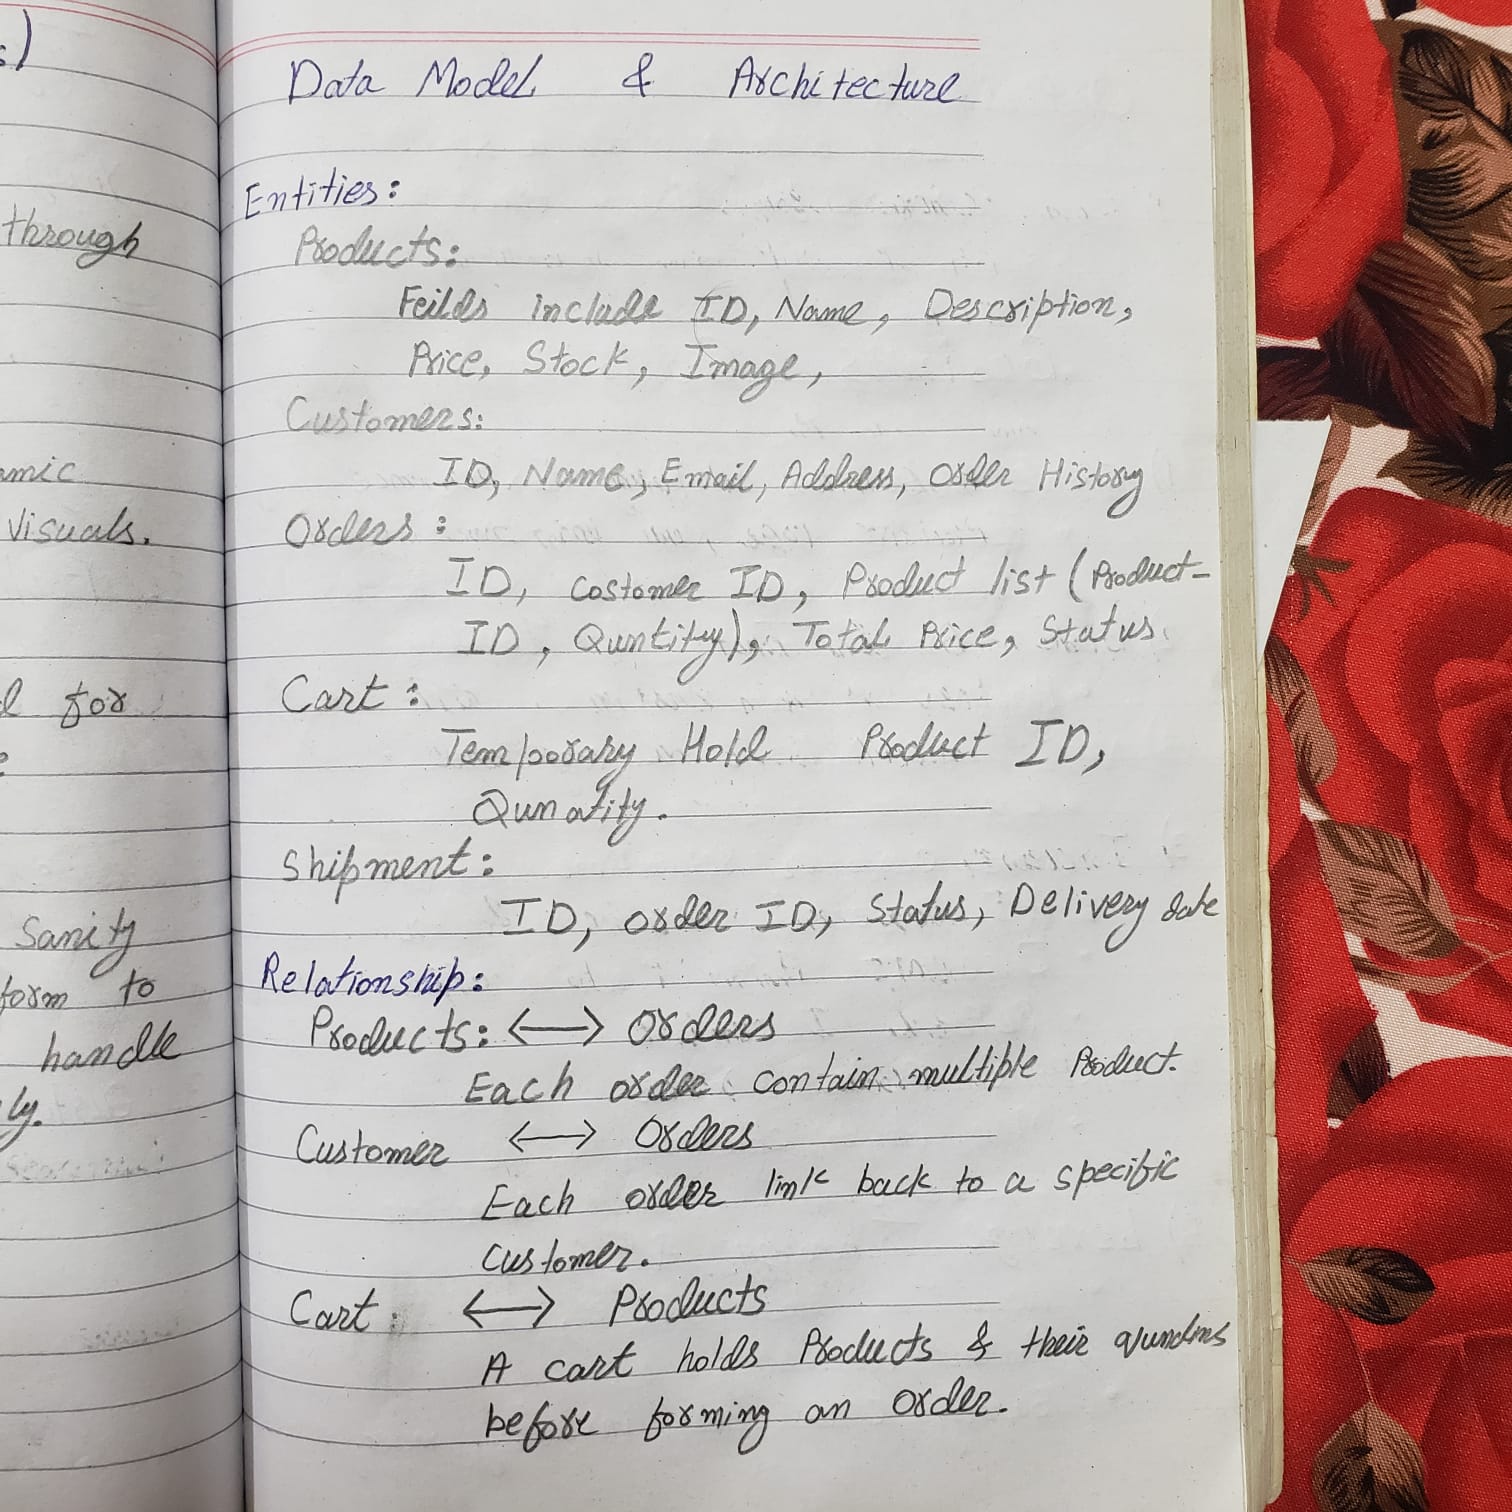 s)
through
amic
visuals.
l for
e
Sanity
form to
handle
ly.
Data Model & Architecture
Entities:
Products:
Feilds include ID, Name, Description,
Price, Stock, Image,
Customers:
ID, Name, Email, Address, Order History
Orders:
ID, Costomer ID, Product list (Product-
ID, Quntity), Total Price, Status.
Cart:
Temporary Hold Product ID,
Qunatity.
Shipment:
ID, order ID, Status, Delivery date
Relationship:
Products: <—> Orders
Each order contain multiple Product.
Customer <—> Orders
Each order link back to a specific
Customer.
Cart: <—> Products
A cart holds Products & their
before forming an Order.